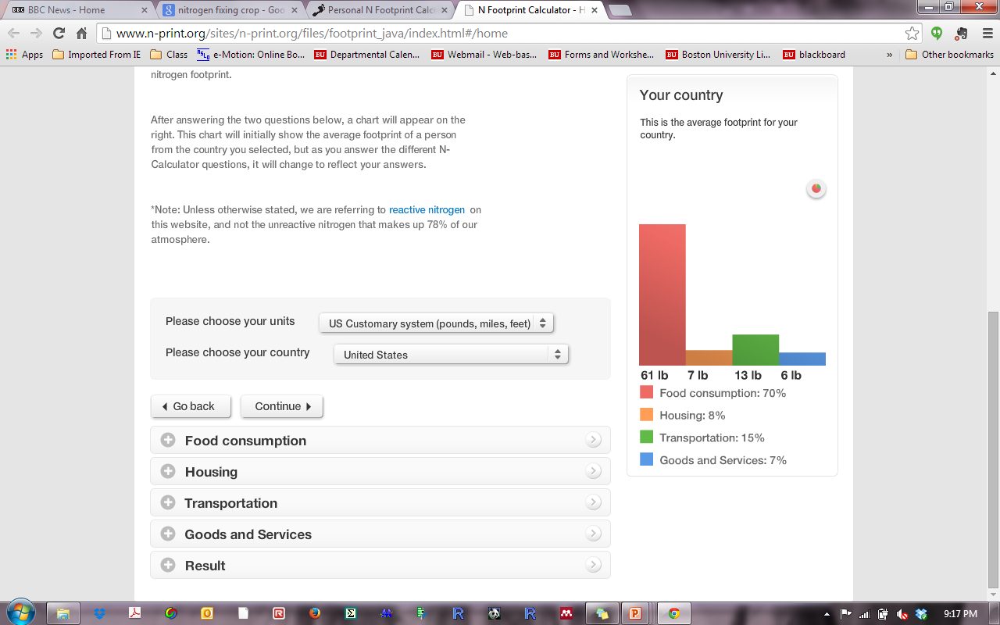 BBC BBC News - Home
nitrogen fixing crop - Goo
Personal N Footprint Calc
N Footprint Calculator - H
www.n-print.org/sites/n-print.org/files/footprint_java/index.html#/home
Apps
Imported From IE
Class
e-Motion: Online Bo...
BU Departmental Calen...
BU Webmail - Web-bas...
BU Forms and Workshe...
BU Boston University Li...
BU blackboard
»
Other bookmarks
nitrogen footprint.
After answering the two questions below, a chart will appear on the
right. This chart will initially show the average footprint of a person
from the country you selected, but as you answer the different N-
Calculator questions, it will change to reflect your answers.
*Note: Unless otherwise stated, we are referring to reactive nitrogen on
this website, and not the unreactive nitrogen that makes up 78% of our
atmosphere.
Please choose your units
US Customary system (pounds, miles, feet)
Please choose your country
United States
Go back
Continue
Food consumption
Housing
Transportation
Goods and Services
Result
Your country
This is the average footprint for your
country.
61 lb 7 lb 13 lb 6 lb
Food consumption: 70%
Housing: 8%
Transportation: 15%
Goods and Services: 7%
9:17 PM